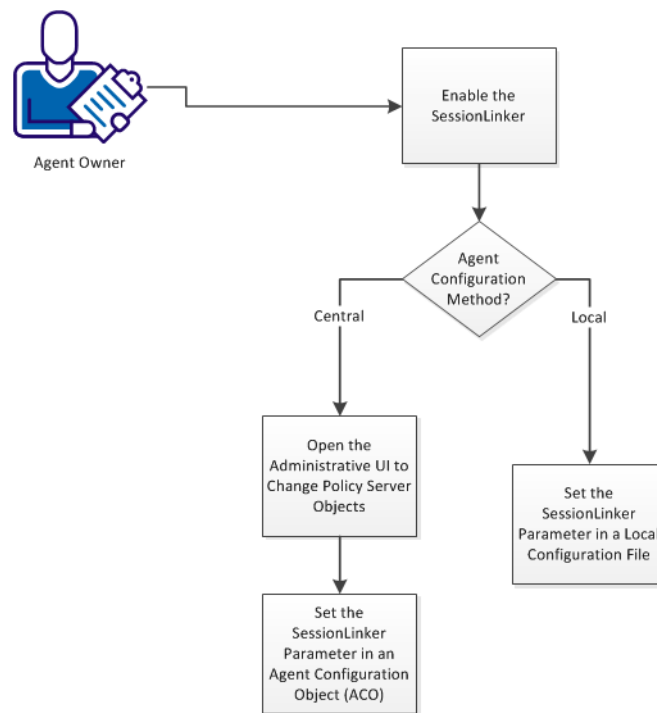 Agent Owner
Enable the
SessionLinker
Agent
Configuration
Method?
Central
Local
Open the
Administrative UI to
Change Policy Server
Objects
Set the
SessionLinker
Parameter in a Local
Configuration File
Set the
SessionLinker
Parameter in an
Agent Configuration
Object (ACO)